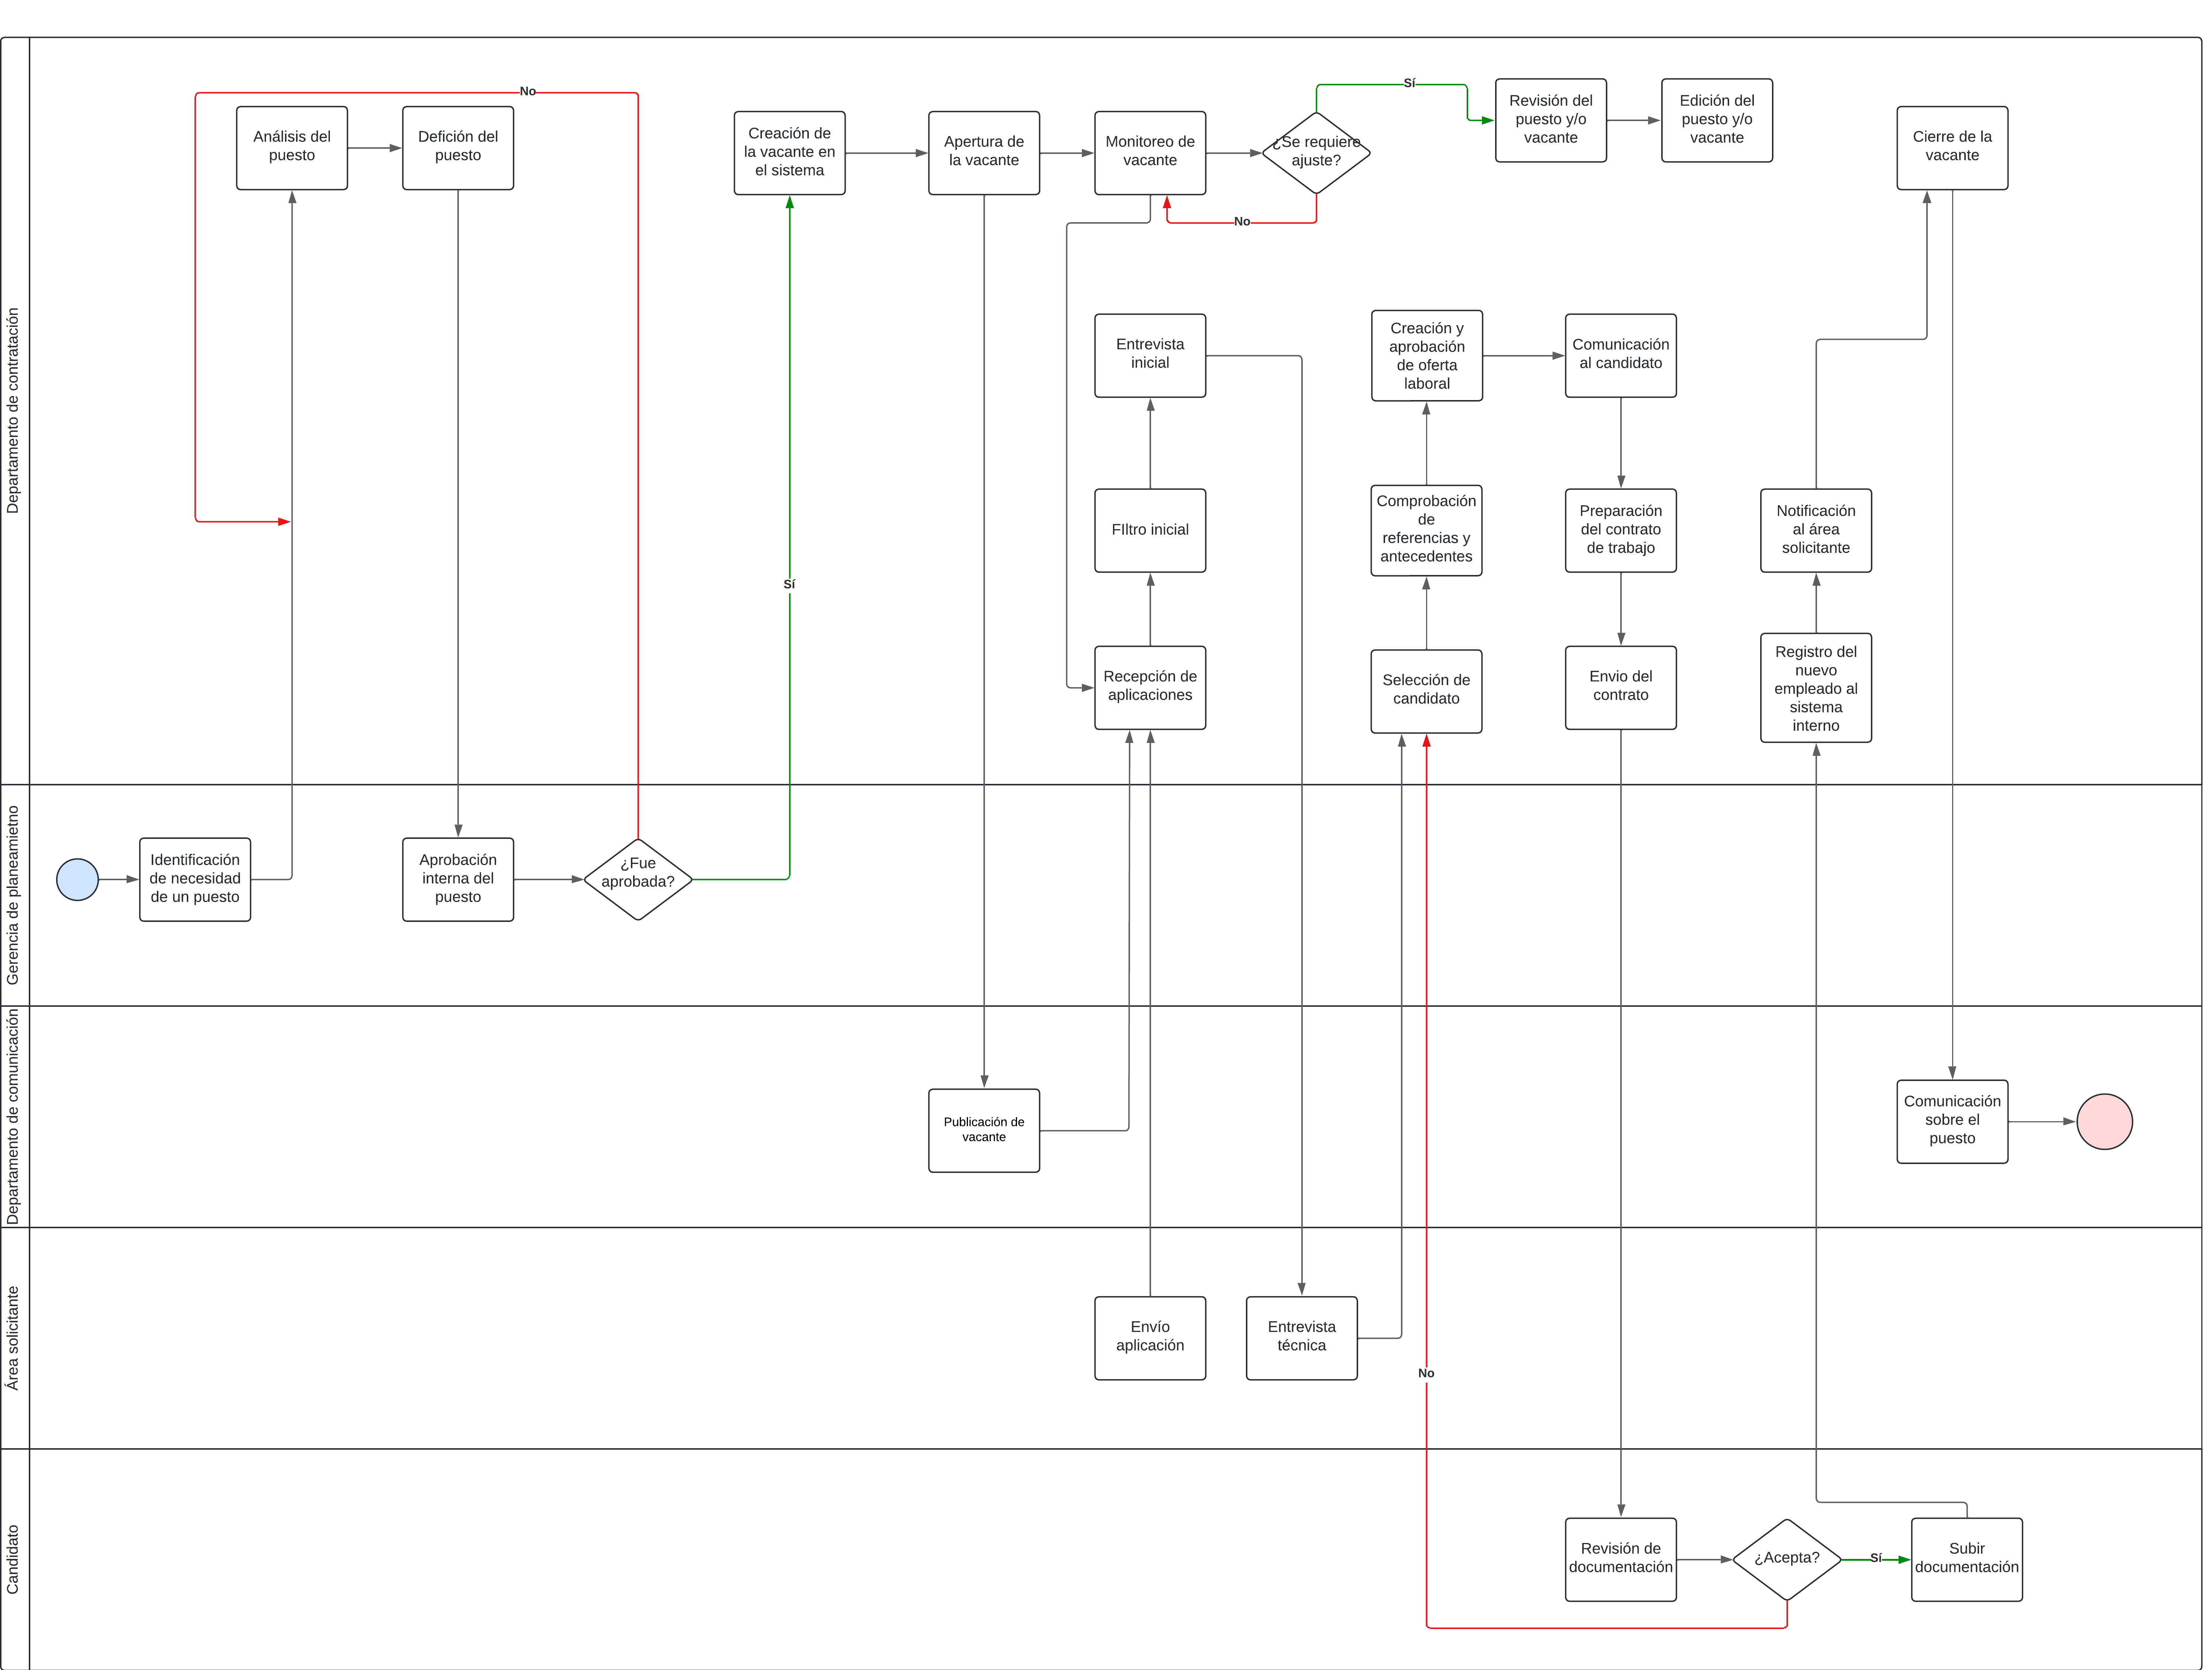 Departamento de contratación
No
Análisis del
puesto
Defición del
puesto
Creación de
la vacante en
el sistema
Apertura de
la vacante
Monitoreo de
vacante
¿Se requiere
ajuste?
Sí
No
Revisión del
puesto y/o
vacante
Edición del
puesto y/o
vacante
Cierre de la
vacante
Entrevista
inicial
Creación y
aprobación
de oferta
laboral
Comunicación
al candidato
FIltro inicial
Comprobación
de
referencias y
antecedentes
Preparación
del contrato
de trabajo
Notificación
al área
solicitante
Sí
Recepción de
aplicaciones
Selección de
candidato
Envio del
contrato
Registro del
nuevo
empleado al
sistema
interno
Gerencia de planeamietno
Identificación
de necesidad
de un puesto
Aprobación
interna del
puesto
¿Fue
aprobada?
Departamento de comunicación
Publicación de
vacante
Comunicación
sobre el
puesto
Área solicitante
Envío
aplicación
Entrevista
técnica
No
Candidato
Revisión de
documentación
¿Acepta?
Sí
Subir
documentación